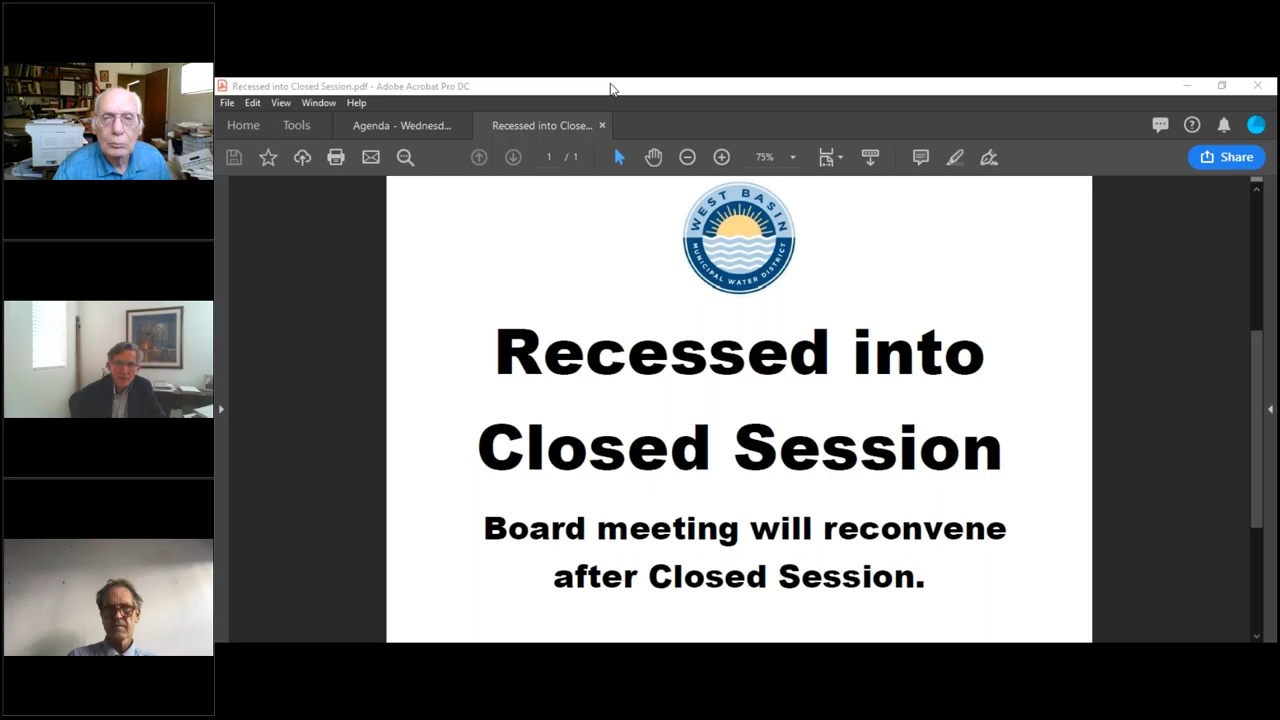 Recessed into Closed Session.pdf - Adobe Acrobat Pro DC
File Edit View Window Help
Home Tools Agenda - Wednesd... Recessed into Close... ×
1 / 1 75% Share
WEST BASIN
MUNICIPAL WATER DISTRICT
Recessed into
Closed Session
Board meeting will reconvene
after Closed Session.